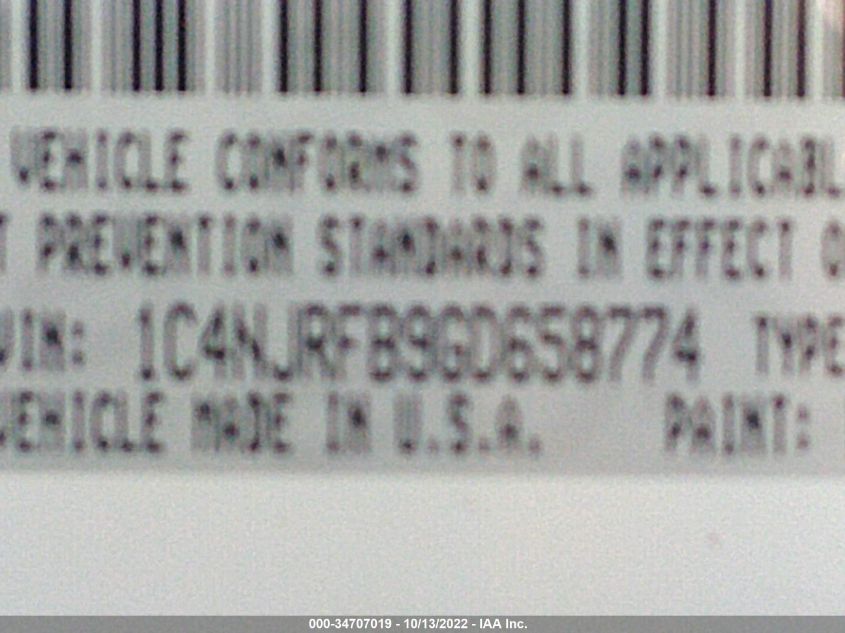 VEHICLE CONFORMS TO ALL APPLICABL
T PREVENTION STANDARDS IN EFFECT O
VIN: 1C4NJRFB9GD658774 TYPE
VEHICLE MADE IN U.S.A. PAINT:
000-34707019 - 10/13/2022 - IAA Inc.